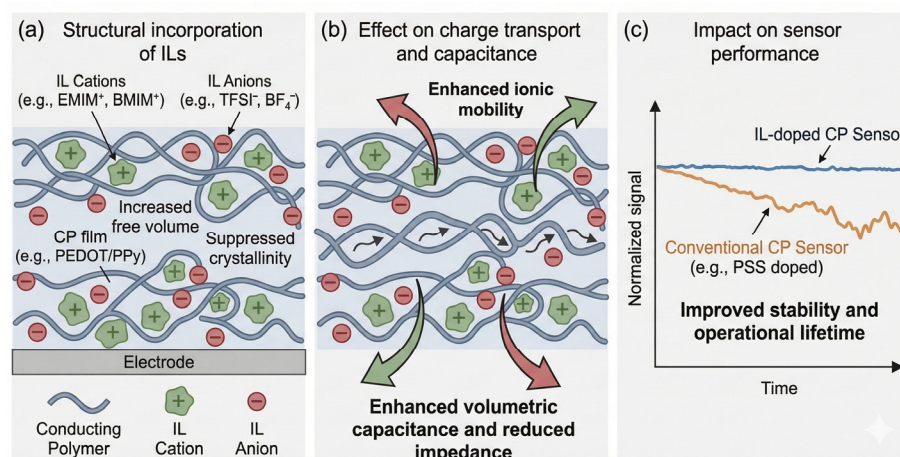 (a) Structural incorporation
of ILs
IL Cations
(e.g., EMIM⁺, BMIM⁺)
IL Anions
(e.g., TFSI⁻, BF₄⁻)
Increased
free volume
Suppressed
crystallinity
CP film
(e.g., PEDOT/PPy)
Electrode
Conducting
Polymer
IL
Cation
IL
Anion
(b) Effect on charge transport
and capacitance
Enhanced ionic
mobility
Enhanced volumetric
capacitance and reduced
impedance
(c) Impact on sensor
performance
Normalized signal
IL-doped CP Senso
Conventional CP Sensor
(e.g., PSS doped)
Improved stability and
operational lifetime
Time